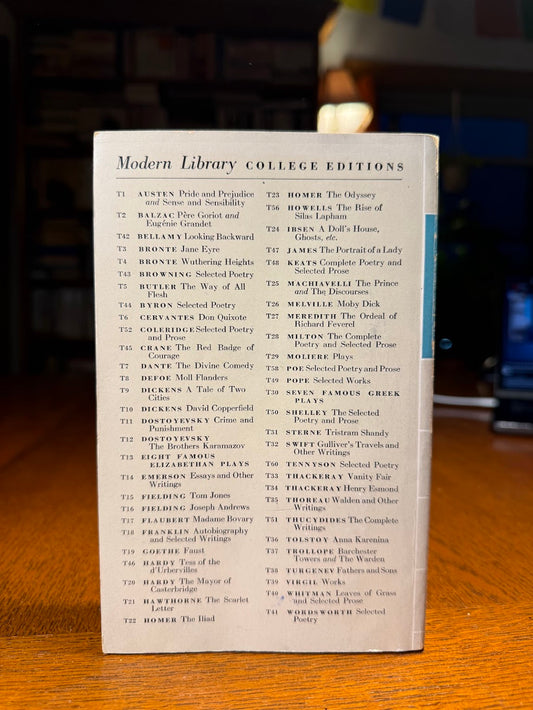 Modern Library COLLEGE EDITIONS
T1 AUSTEN Pride and Prejudice
and Sense and Sensibility
T2 BALZAC Père Goriot and
Eugénie Grandet
T42 BELLAMY Looking Backward
T3 BRONTE Jane Eyre
T4 BRONTE Wuthering Heights
T43 BROWNING Selected Poetry
T5 BUTLER The Way of All
Flesh
T44 BYRON Selected Poetry
T6 CERVANTES Don Quixote
T52 COLERIDGE Selected Poetry
and Prose
T45 CRANE The Red Badge of
Courage
T7 DANTE The Divine Comedy
T8 DEFOE Moll Flanders
T9 DICKENS A Tale of Two
Cities
T10 DICKENS David Copperfield
T11 DOSTOYEVSKY Crime and
Punishment
T12 DOSTOYEVSKY
The Brothers Karamazov
T13 EIGHT FAMOUS
ELIZABETHAN PLAYS
T14 EMERSON Essays and Other
Writings
T15 FIELDING Tom Jones
T16 FIELDING Joseph Andrews
T17 FLAUBERT Madame Bovary
T18 FRANKLIN Autobiography
and Selected Writings
T19 GOETHE Faust
T46 HARDY Tess of the
d'Urbervilles
T20 HARDY The Mayor of
Casterbridge
T21 HAWTHORNE The Scarlet
Letter
T22 HOMER The Iliad
T23 HOMER The Odyssey
T56 HOWELLS The Rise of
Silas Lapham
T24 IBSEN A Doll's House,
Ghosts, etc.
T47 JAMES The Portrait of a Lady
T48 KEATS Complete Poetry and
Selected Prose
T25 MACHIAVELLI The Prince
and The Discourses
T26 MELVILLE Moby Dick
T27 MEREDITH The Ordeal of
Richard Feverel
T28 MILTON The Complete
Poetry and Selected Prose
T29 MOLIERE Plays
T58 POE Selected Poetry and Prose
T49 POPE Selected Works
T30 SEVEN FAMOUS GREEK
PLAYS
T50 SHELLEY The Selected
Poetry and Prose
T31 STERNE Tristram Shandy
T32 SWIFT Gulliver's Travels and
Other Writings
T60 TENNYSON Selected Poetry
T33 THACKERAY Vanity Fair
T34 THACKERAY Henry Esmond
T35 THOREAU Walden and Other
Writings
T51 THUCYDIDES The Complete
Writings
T36 TOLSTOY Anna Karenina
T37 TROLLOPE Barchester
Towers and The Warden
T38 TURGENEV Fathers and Sons
T39 VIRGIL Works
T40 WHITMAN Leaves of Grass
and Selected Prose
T41 WORDSWORTH Selected
Poetry